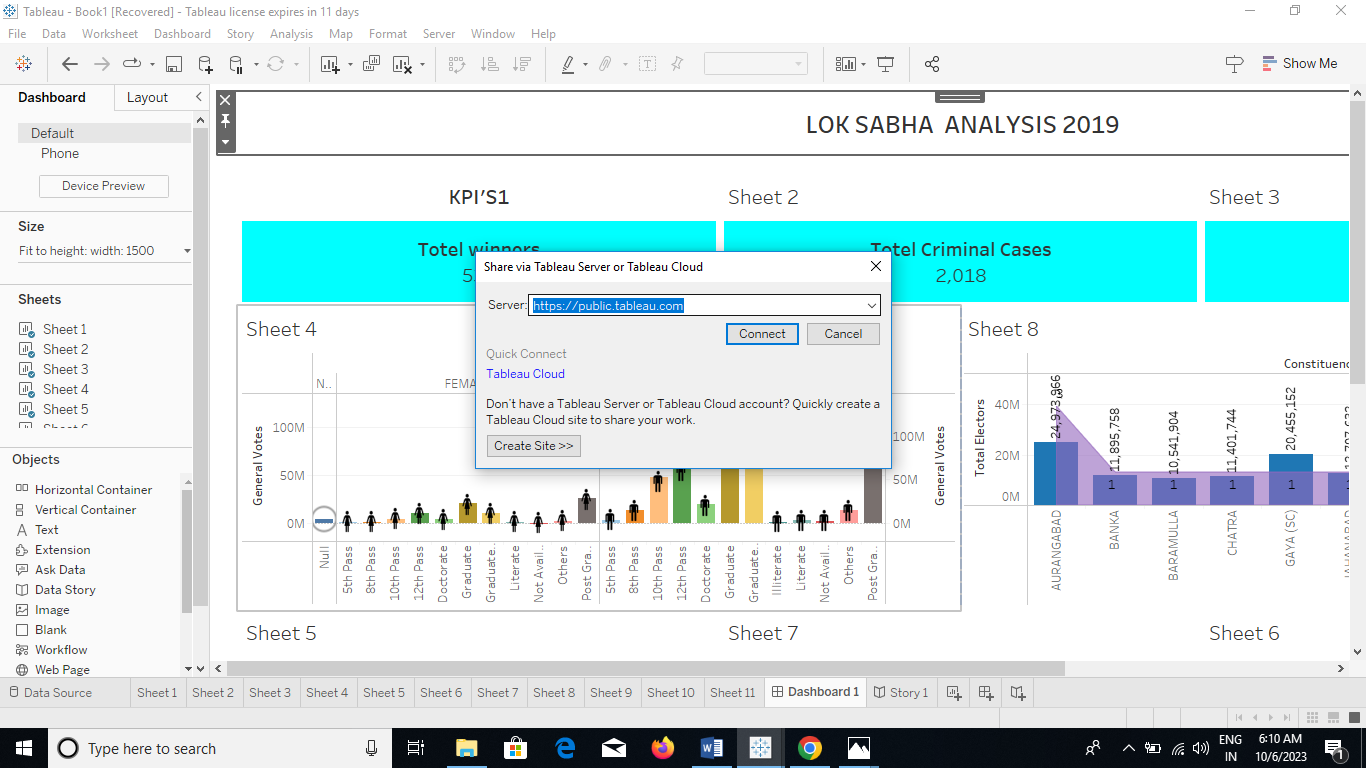 Tableau - Book1 [Recovered] - Tableau license expires in 11 days
File Data Worksheet Dashboard Story Analysis Map Format Server Window Help
Show Me
Dashboard Layout
Default
Phone
Device Preview
Size
Fit to height: width: 1500
Sheets
Sheet 1
Sheet 2
Sheet 3
Sheet 4
Sheet 5
Objects
Horizontal Container
Vertical Container
Text
Extension
Ask Data
Data Story
Image
Blank
Workflow
Web Page
LOK SABHA ANALYSIS 2019
KPI'S1
Sheet 2
Sheet 3
Totel winners
Totel Criminal Cases
2,018
Share via Tableau Server or Tableau Cloud
Server: https://public.tableau.com
Connect Cancel
Quick Connect
Tableau Cloud
Don't have a Tableau Server or Tableau Cloud account? Quickly create a
Tableau Cloud site to share your work.
Create Site >>
Sheet 4
N..
General Votes
100M
50M
0M
Null
5th Pass
8th Pass
10th Pass
12th Pass
Doctorate
Graduate
Graduate..
Literate
Not Avail..
Others
Post Gra..
5th Pass
8th Pass
10th Pass
12th Pass
Doctorate
Graduate
Graduate..
Illiterate
Literate
Not Avail..
Others
Post Gra..
100M
50M
0M
General Votes
Sheet 8
Total Electors
40M
20M
0M
24,973,966
3
11,895,758
1
10,541,904
1
11,401,744
1
20,455,152
1
1
AURANGABAD
BANKA
BARAMULLA
CHATRA
GAYA (SC)
Sheet 5
Sheet 7
Sheet 6
Data Source Sheet 1 Sheet 2 Sheet 3 Sheet 4 Sheet 5 Sheet 6 Sheet 7 Sheet 8 Sheet 9 Sheet 10 Sheet 11 Dashboard 1 Story 1
Type here to search
ENG
IN
6:10 AM
10/6/2023
1